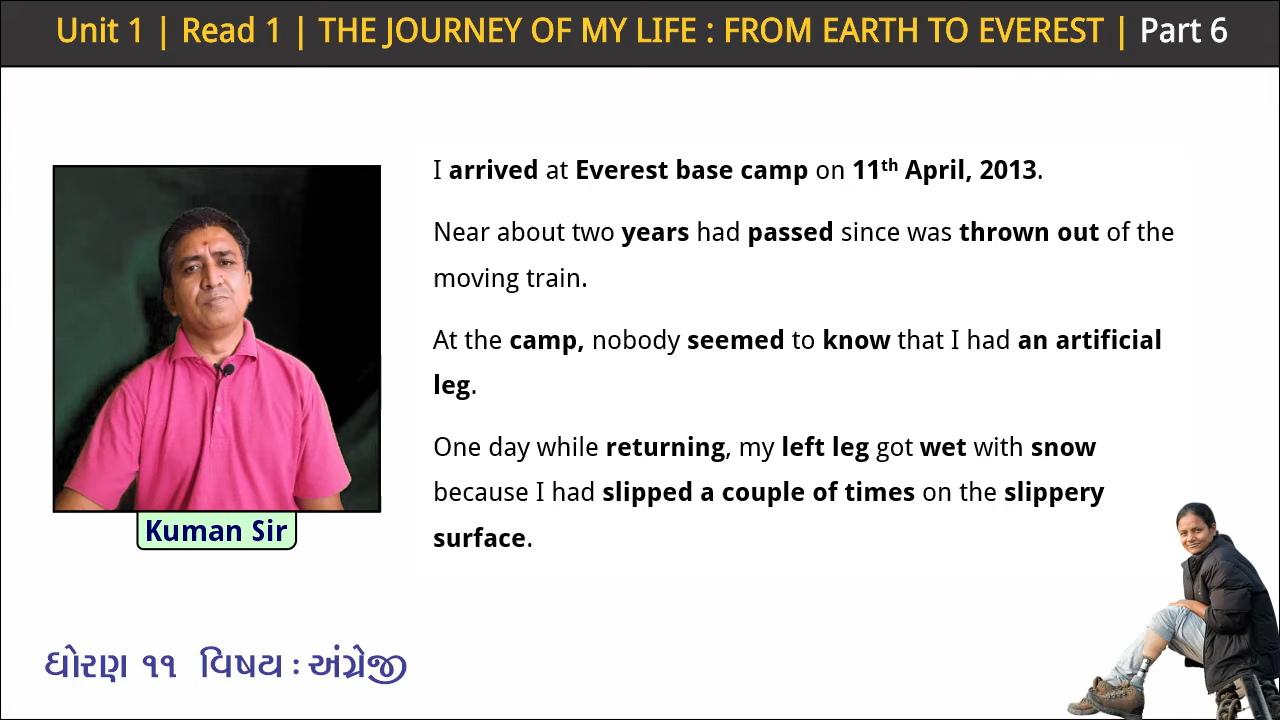 Unit 1 | Read 1 | THE JOURNEY OF MY LIFE : FROM EARTH TO EVEREST | Part 6
I arrived at Everest base camp on 11th April, 2013.
Near about two years had passed since was thrown out of the
moving train.
At the camp, nobody seemed to know that I had an artificial
leg.
One day while returning, my left leg got wet with snow
because I had slipped a couple of times on the slippery
surface.
Kuman Sir
ધોરણ ૧૧ વિષય : અંગ્રેજી